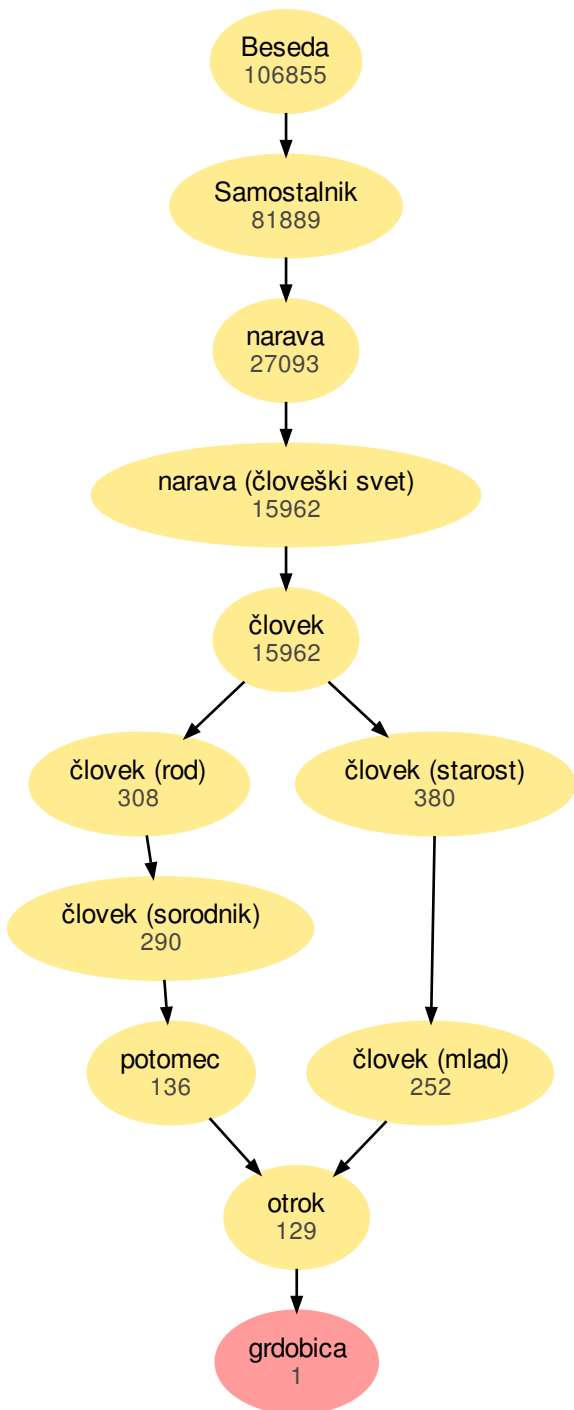 Beseda
106855
Samostalnik
81889
narava
27093
narava (človeški svet)
15962
človek
15962
človek (rod)
308
človek (starost)
380
človek (sorodnik)
290
potomec
136
človek (mlad)
252
otrok
129
grdobica
1